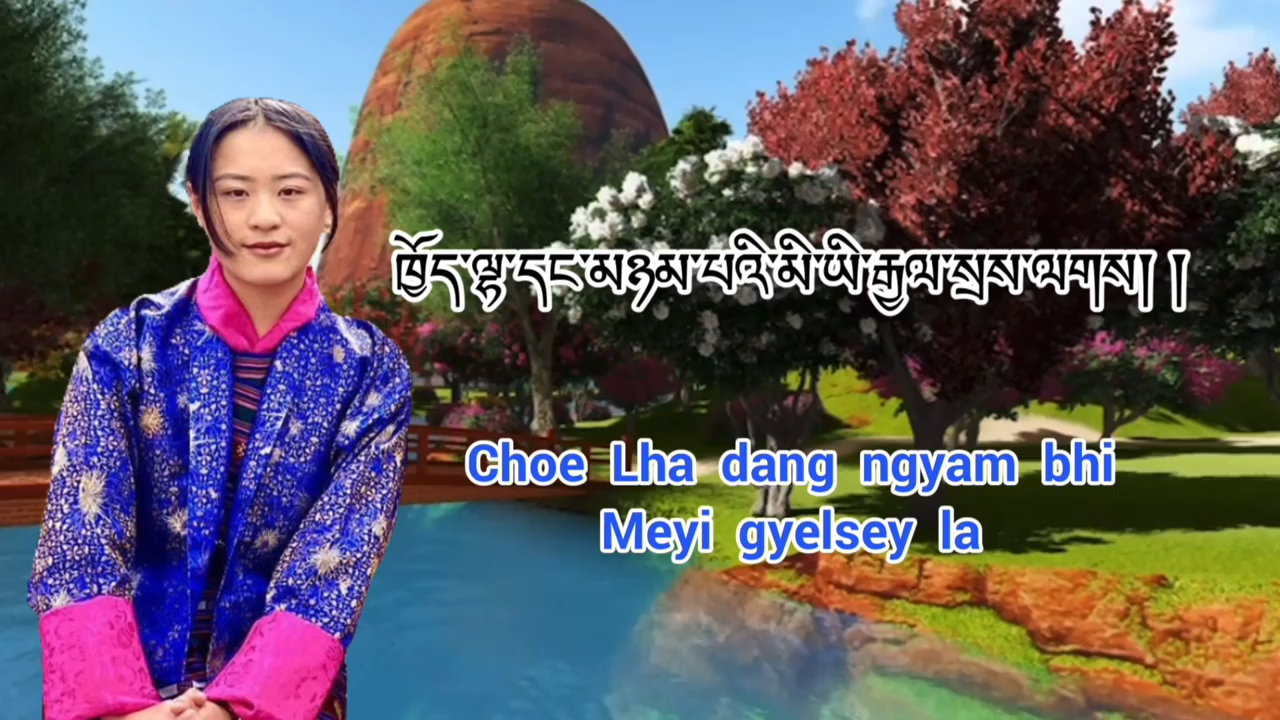 ཁྱོད་ལྷ་དང་མཉམ་པའི་མི་ཡི་རྒྱལ་སྲས་ལགས། །
Choe Lha dang ngyam bhi
Meyi gyelsey la